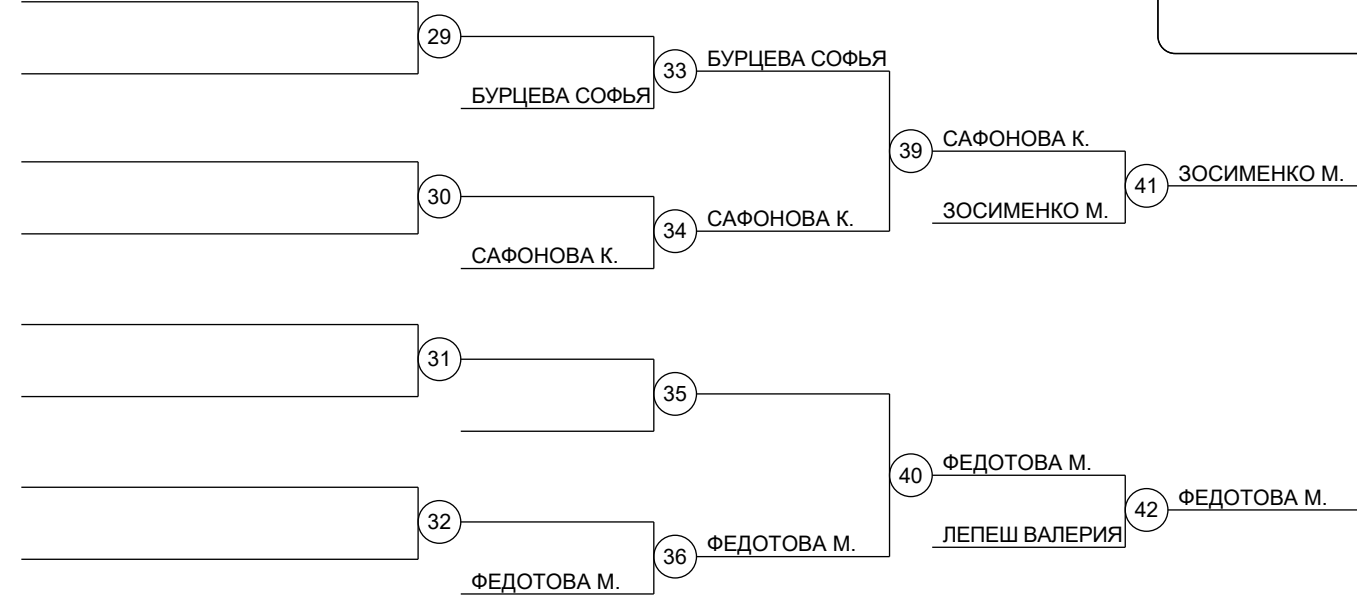 29
33
БУРЦЕВА СОФЬЯ
БУРЦЕВА СОФЬЯ
39
САФОНОВА К.
30
34
САФОНОВА К.
САФОНОВА К.
41
ЗОСИМЕНКО М.
ЗОСИМЕНКО М.
31
35
40
ФЕДОТОВА М.
32
36
ФЕДОТОВА М.
ФЕДОТОВА М.
42
ФЕДОТОВА М.
ЛЕПЕШ ВАЛЕРИЯ